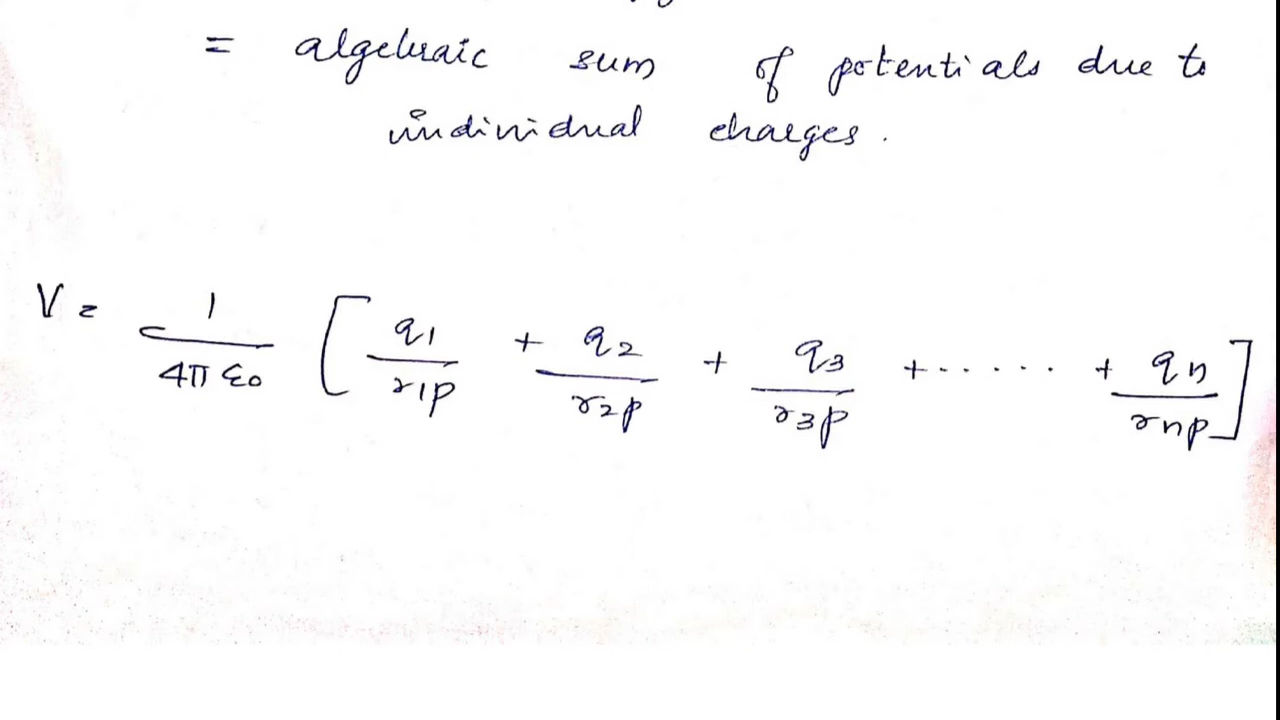 = algebraic sum of potentials due to
individual charges.
V = 1/4π ε0 [ q1/r1p + q2/r2p + q3/r3p + ...... + qn/rnp ]